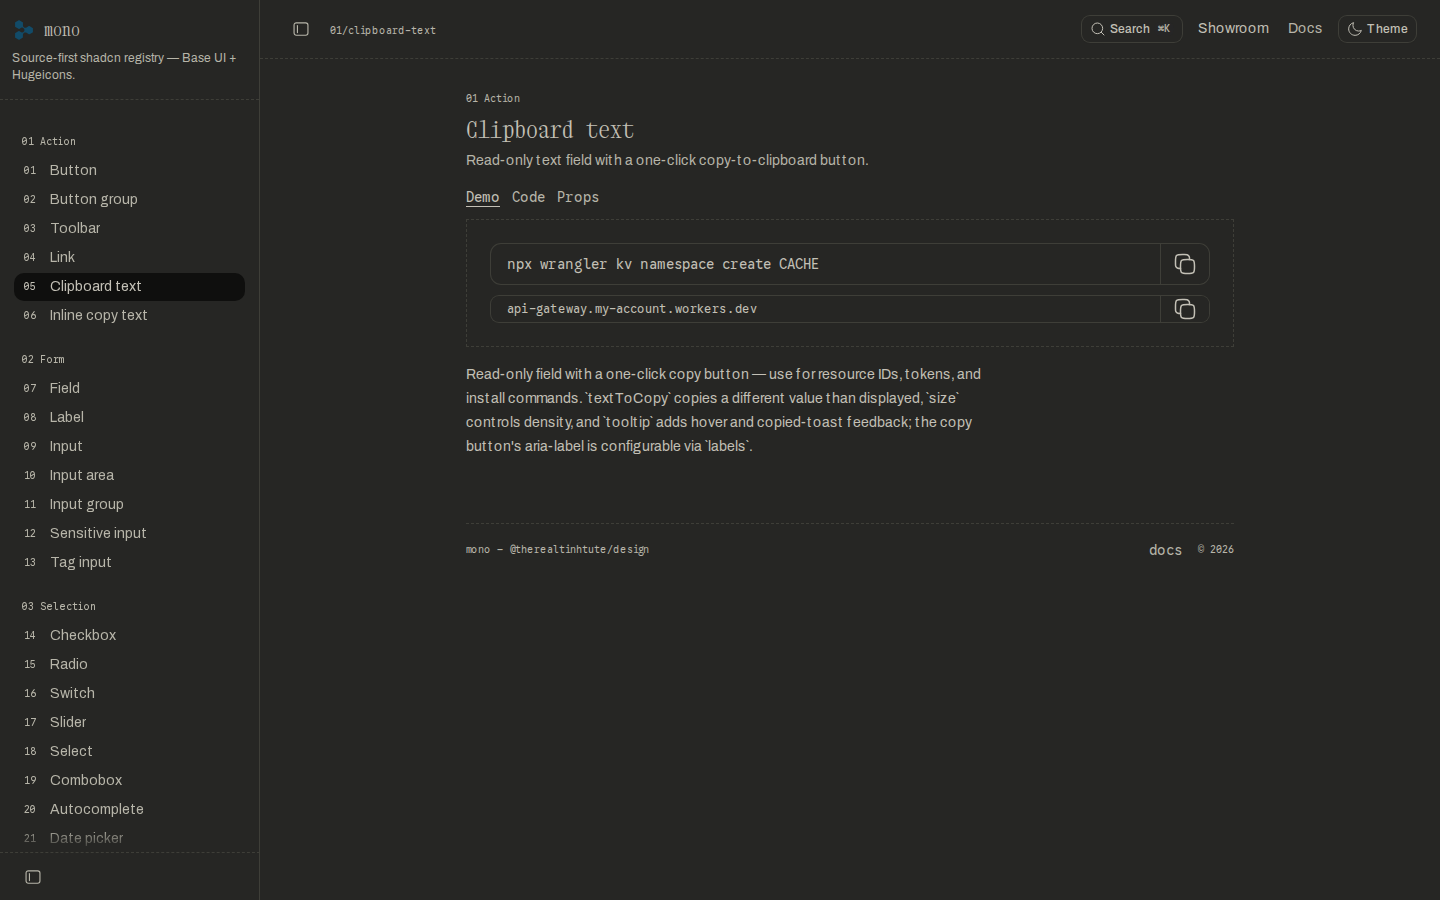 mono
Source-first shadcn registry — Base UI +
Hugeicons.
01 Action
01 Button
02 Button group
03 Toolbar
04 Link
05 Clipboard text
06 Inline copy text
02 Form
07 Field
08 Label
09 Input
10 Input area
11 Input group
12 Sensitive input
13 Tag input
03 Selection
14 Checkbox
15 Radio
16 Switch
17 Slider
18 Select
19 Combobox
20 Autocomplete
21 Date picker
01/clipboard-text
Search ⌘K
Showroom
Docs
Theme
01 Action
Clipboard text
Read-only text field with a one-click copy-to-clipboard button.
Demo Code Props
npx wrangler kv namespace create CACHE
api-gateway.my-account.workers.dev
Read-only field with a one-click copy button — use for resource IDs, tokens, and
install commands. `textToCopy` copies a different value than displayed, `size`
controls density, and `tooltip` adds hover and copied-toast feedback; the copy
button's aria-label is configurable via `labels`.
mono — @therealtinhtute/design
docs © 2026